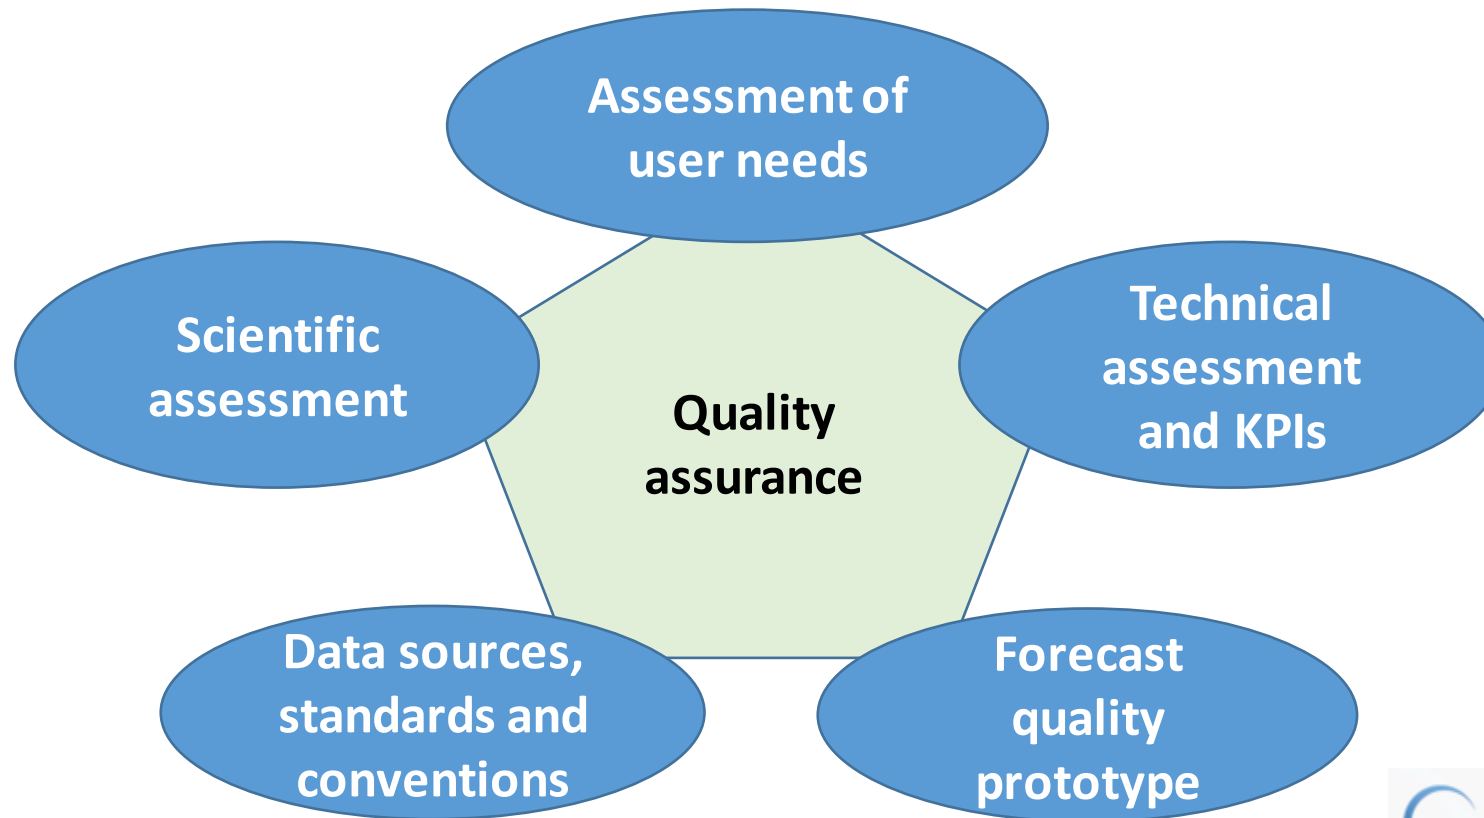 Assessment of
user needs
Scientific
assessment
Technical
assessment
and KPIs
Quality
assurance
Data sources,
standards and
conventions
Forecast
quality
prototype